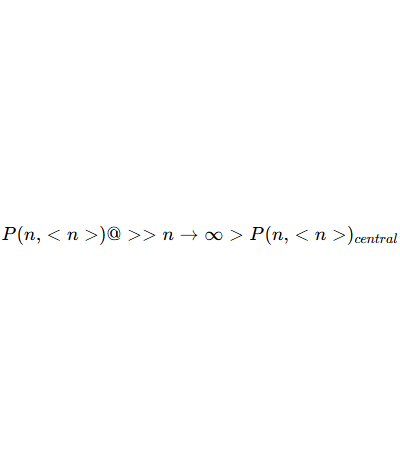 P(n, < n >)@ >> n → ∞ > P(n, < n >)_{central}